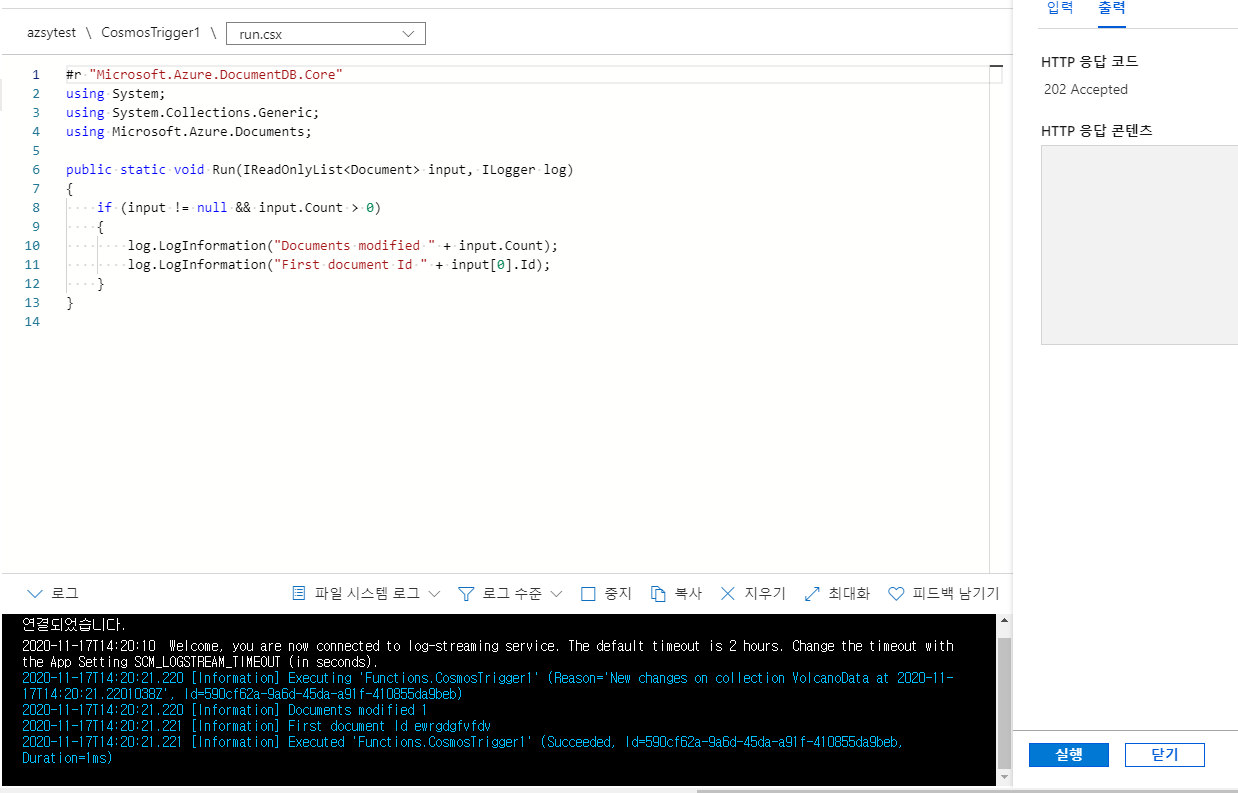 azsytest \ CosmosTrigger1 \ run.csx
1 #r "Microsoft.Azure.DocumentDB.Core"
2 using System;
3 using System.Collections.Generic;
4 using Microsoft.Azure.Documents;
5
6 public static void Run(IReadOnlyList<Document> input, ILogger log)
7 {
8 if (input != null && input.Count > 0)
9 {
10 log.LogInformation("Documents modified " + input.Count);
11 log.LogInformation("First document Id " + input[0].Id);
12 }
13 }
14
로그 파일 시스템 로그 로그 수준 중지 복사 지우기 최대화 피드백 남기기
연결되었습니다.
2020-11-17T14:20:10 Welcome, you are now connected to log-streaming service. The default timeout is 2 hours. Change the timeout with
the App Setting SCM_LOGSTREAM_TIMEOUT (in seconds).
2020-11-17T14:20:21.220 [Information] Executing 'Functions.CosmosTrigger1' (Reason='New changes on collection VolcanoData at 2020-11-
17T14:20:21.2201038Z', Id=590cf62a-9a6d-45da-a91f-410855da9beb)
2020-11-17T14:20:21.220 [Information] Documents modified 1
2020-11-17T14:20:21.221 [Information] First document Id ewrgdgfvfdv
2020-11-17T14:20:21.221 [Information] Executed 'Functions.CosmosTrigger1' (Succeeded, Id=590cf62a-9a6d-45da-a91f-410855da9beb,
Duration=1ms)
입력 출력
HTTP 응답 코드
202 Accepted
HTTP 응답 콘텐츠
실행 닫기